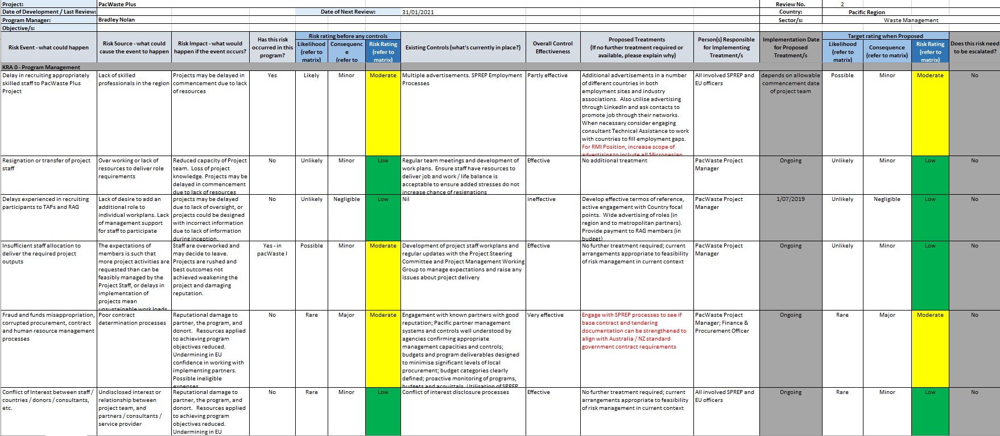 Project:
PacWaste Plus
Review No.
2
Date of Development / Last Review:
Date of Next Review:
31/01/2021
Country:
Pacific Region
Program Manager:
Bradley Nolan
Sector/s:
Waste Management
Objective/s:
Risk Event - what could happen
Risk Source - what could
cause the event to happen
Risk Impact - what would
happen if the event occurs?
Has this risk
occurred in this
program?
Risk rating before any controls
Likelihood
(refer to
matrix)
Consequenc
e
(refer to
Risk Rating
(refer to
matrix)
Existing Controls (what's currently in place?)
Overall Control
Effectiveness
Proposed Treatments
(If no further treatment required or
available, please explain why)
Person(s) Responsible
for Implementing
Treatment/s
Implementation Date
for Proposed
Treatment/s
Target rating when Proposed
Likelihood
(refer to
matrix)
Consequence
(refer to matrix)
Risk Rating
(refer to
matrix)
Does this risk need
to be escalated?
KRA 0 - Program Management
Delay in recruiting appropriately
skilled staff to PacWaste Plus
Project
Lack of skilled
professionals in the region
Projects may be delayed in
commencement due to lack
of resources
Yes
Likely
Minor
Moderate
Multiple advertisements. SPREP Employment
Processes
Partly effective
Additional advertisements in a number
of different countries in both
employment sites and industry
associations. Also utilise advertising
through LinkedIn and ask contacts to
promote job through their networks.
When necessary consider engaging
consultant Technical Assistance to work
with countries to fill employment gaps.
For RMI Position, increase scope of
advertising to include all Micronesian
All involved SPREP and
EU officers
depends on allowable
commencement date
of project team
Possible
Minor
Moderate
No
Resignation or transfer of project
staff
Over working or lack of
resources to deliver role
requirements
Reduced capacity of Project
team. Loss of project
knowledge. Projects may be
delayed in commencement
due to lack of resources
No
Unlikely
Minor
Low
Regular team meetings and development of
work plans. Ensure staff have resources to
deliver job and work / life balance is
acceptable to ensure added stresses do not
increase chance of resignations
Effective
No additional treatment
PacWaste Project
Manager
Ongoing
Unlikely
Minor
Low
No
Delays experienced in recruiting
participants to TAPs and RAG
Lack of desire to add an
additional role to
individual workplans. Lack
of management support
for staff to participate
projects may be delayed
due to lack of oversight, or
projects could be designed
with incorrect information
due to lack of information
during inception.
No
Unlikely
Negligible
Low
Nil
ineffective
Develop effective termos of reference,
active engagement with Country focal
points. Wide advertising of roles (in
region and to metropolitan partners).
Provide payment to RAG members (in
budget)
PacWaste Project
Manager
1/07/2019
Unlikely
Negligible
Low
No
Insufficient staff allocation to
deliver the required project
outputs
The expectations of
members is such that
more project activities are
requested than can be
feasibly managed by the
Project Staff, or delays in
implementation of
projects mean
unsustainable work loads
Staff are overworked and
may decide to leave.
Projects are rushed and
best outcomes not
achieved weakening the
project and damaging
reputation.
Yes - in
pacWaste I
Possible
Minor
Moderate
Development of project staff workplans and
regular updates with the Project Steering
Committee and Project Management Working
Group to manage expectations and raise any
issues about project delivery
Effective
No further treatment required; current
arrangements appropriate to feasibility
of risk management in current context
PacWaste Project
Manager
Ongoing
Unlikely
Minor
Low
No
Fraud and funds misappropriation,
corrupted procurement, contract
and human resource management
processes
Poor contract
determination processes
Reputational damage to
partner, the program, and
donort. Resources applied
to achieving program
objectives reduced.
Undermining in EU
confidence in working with
implementing partners.
Possible ineligible
expenses
No
Rare
Major
Moderate
Engagement with known partners with good
reputation; Pacific partner management
systems and controls well understood by
agencies confirming appropriate
management capacities and controls;
budgets and program deliverables designed
to minimise significant levels of local
procurement; budget categories clearly
defined; proactive monitoring of programs,
budgets and acquittals. Utilisation of SPREP
Very effective
Engage with SPREP processes to see if
base contract and tendering
documentation can be strengthened to
align with Australia / NZ standard
government contract requirements
PacWaste Project
Manager; Finance &
Procurement Officer
Ongoing
Rare
Major
Moderate
No
Conflict of Interest between staff /
countries / donors / consultants,
etc.
Undisclosed interest or
relationship between
project team, and
partners / consultants /
service provider
Reputational damage to
partner, the program, and
donort. Resources applied
to achieving program
objectives reduced.
Undermining in EU
No
Rare
Minor
Low
Conflict of interest disclosure processes
Effective
No further treatment required; current
arrangements appropriate to feasibility
of risk management in current context
All involved SPREP and
EU officers
Ongoing
Rare
Minor
Low
No